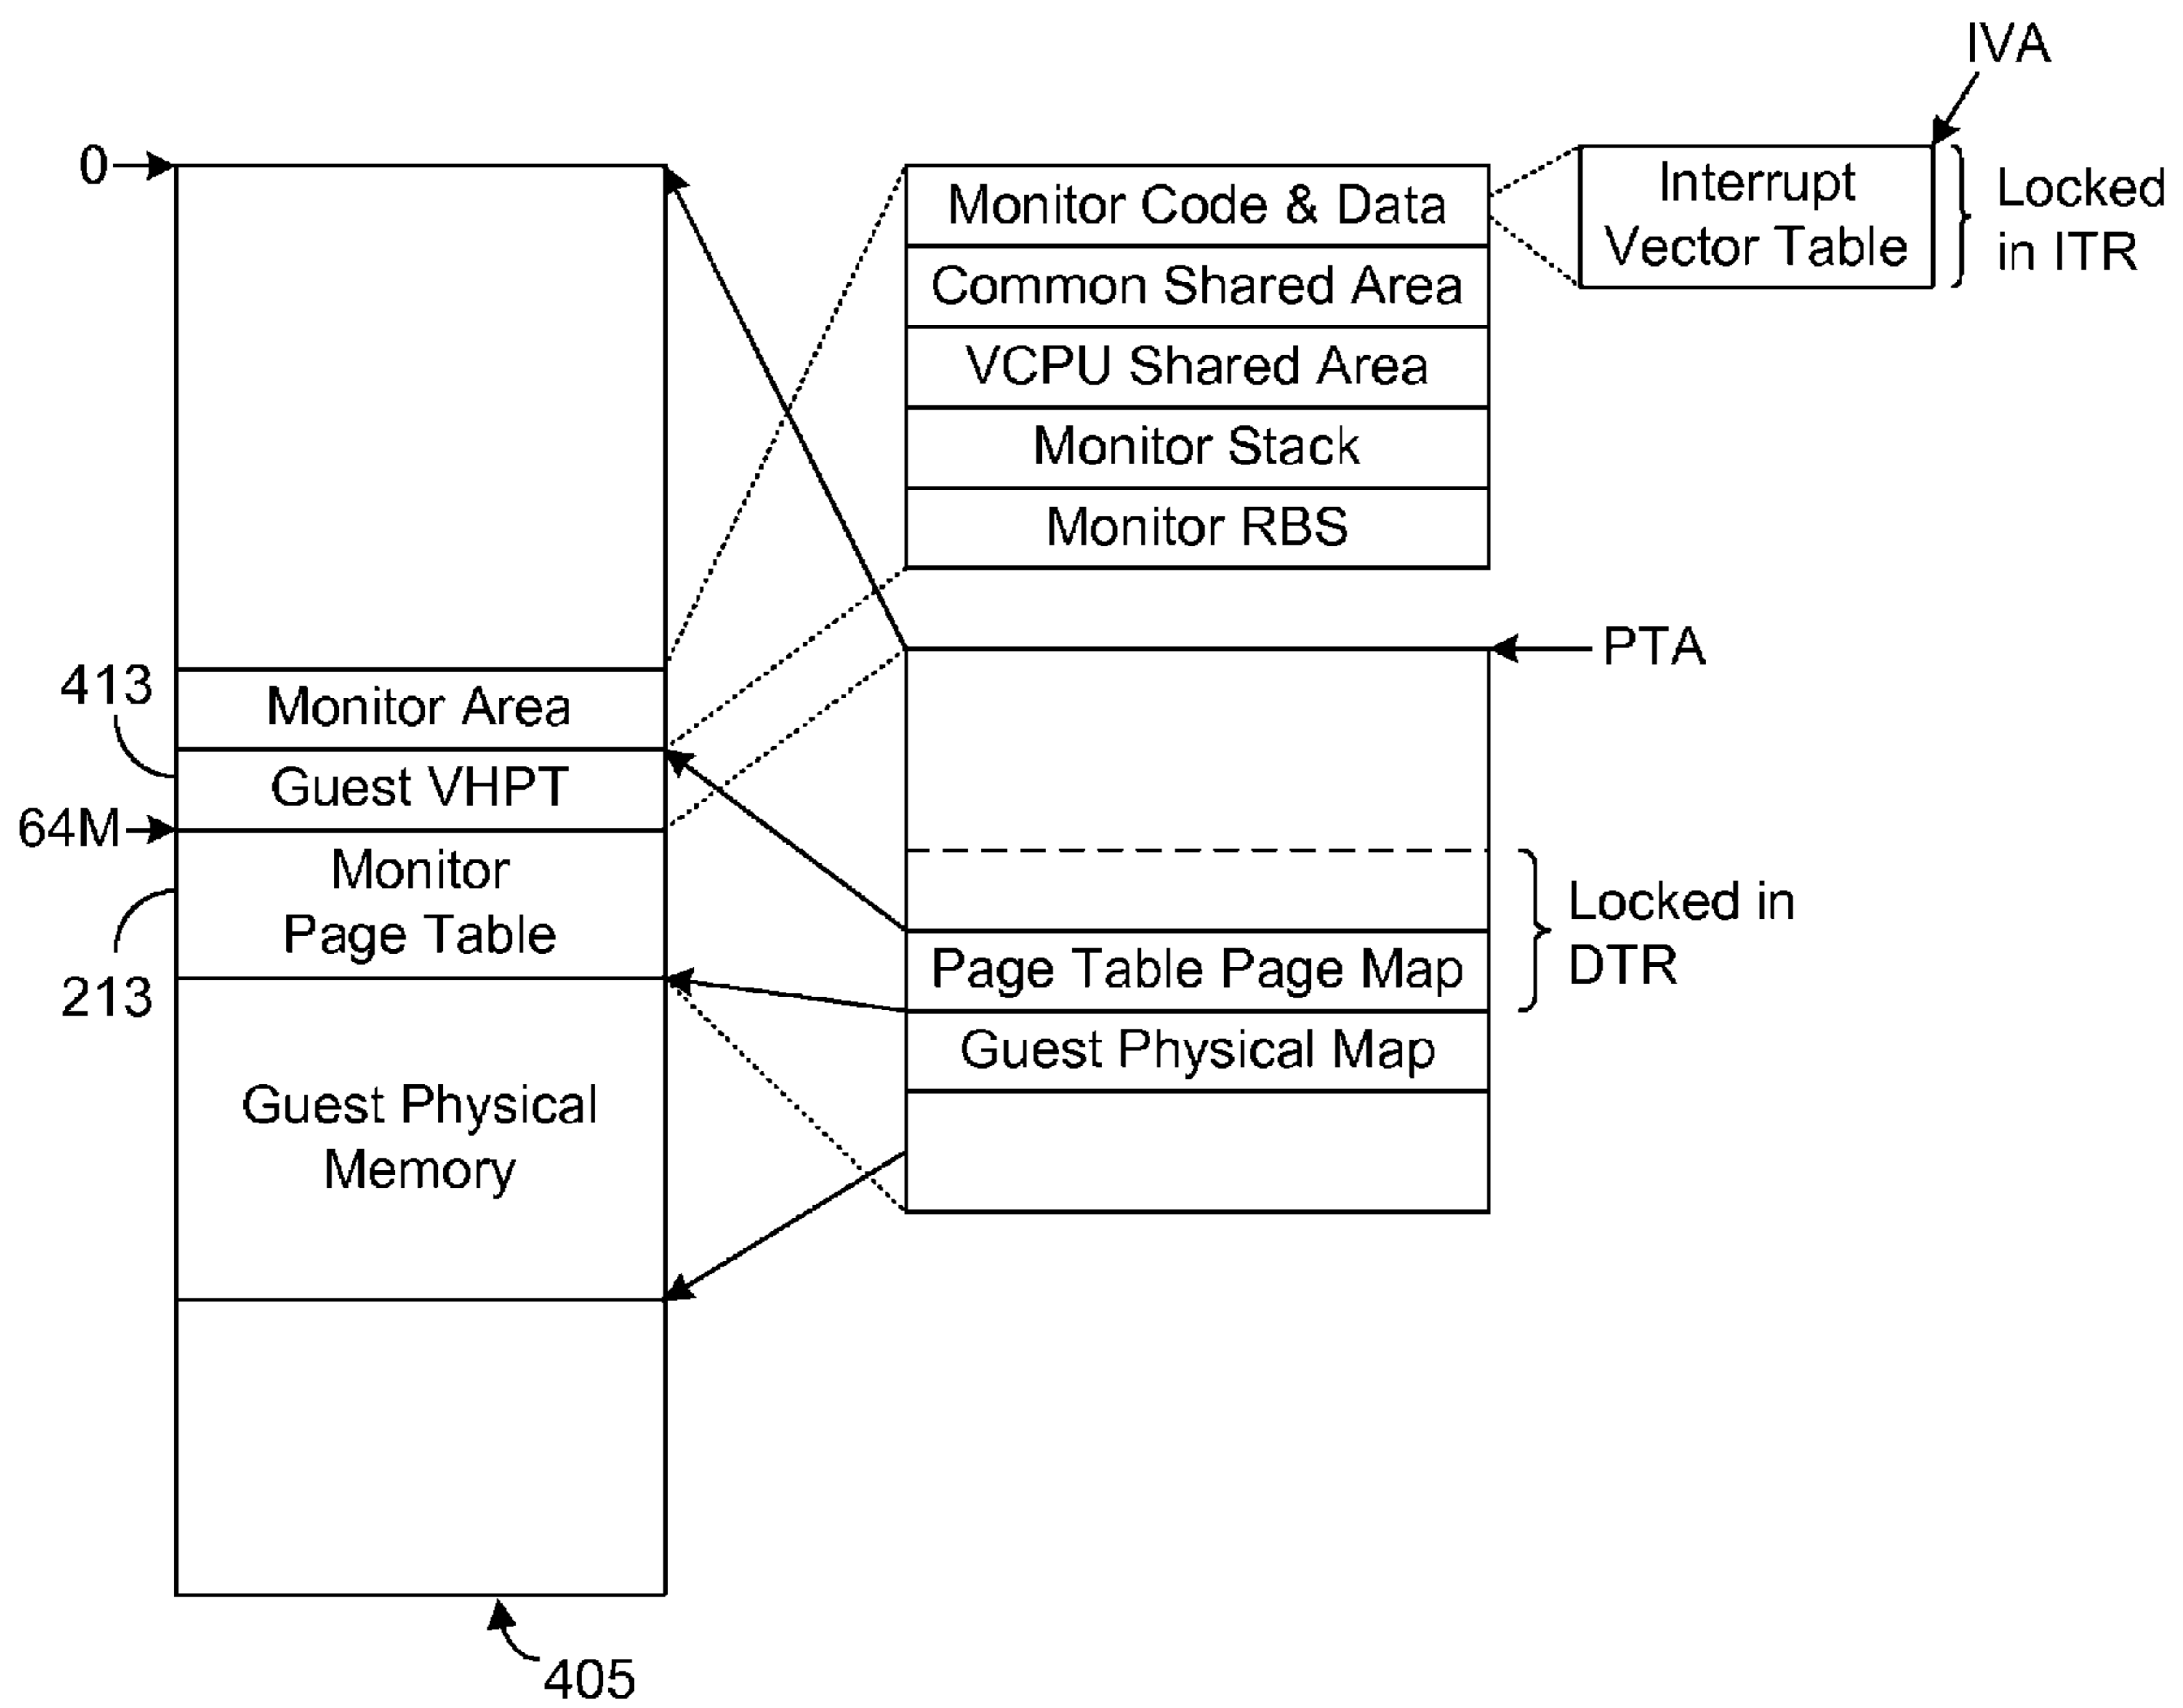 IVA
0
Monitor Code & Data
Interrupt
Vector Table
Locked
in ITR
Common Shared Area
VCPU Shared Area
Monitor Stack
Monitor RBS
PTA
413
Monitor Area
Guest VHPT
64M
Monitor
Page Table
213
Locked in
DTR
Page Table Page Map
Guest Physical Map
Guest Physical
Memory
405